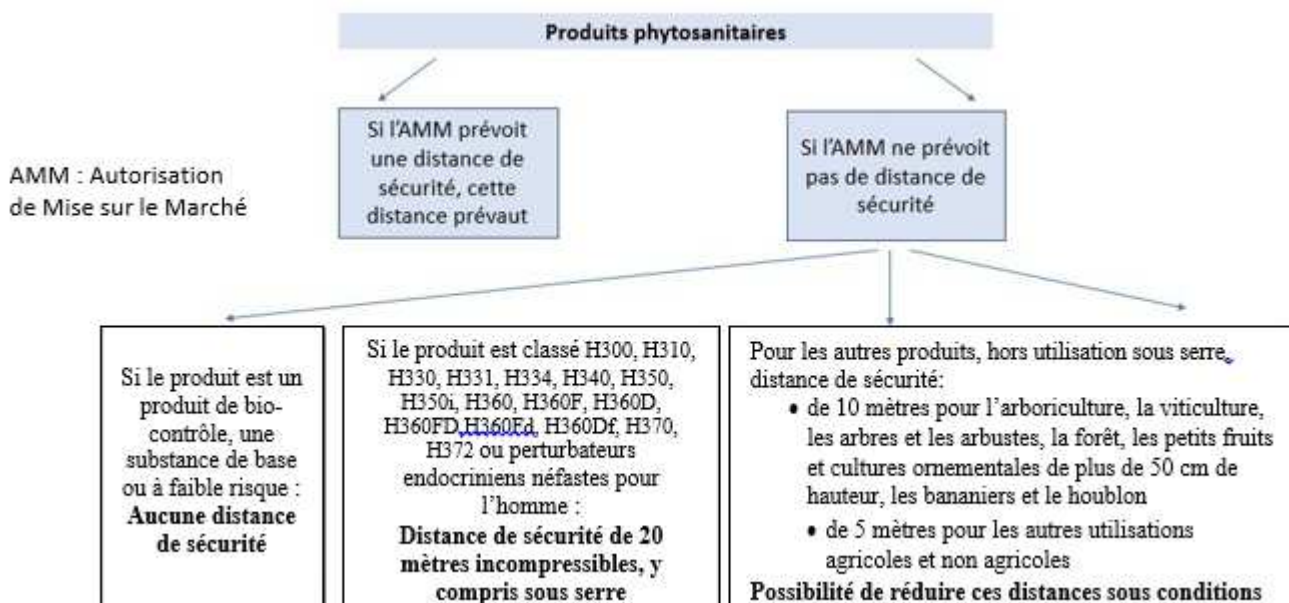 Produits phytosanitaires
Si l’AMM prévoit
une distance de
sécurité, cette
distance prévaut
Si l’AMM ne prévoit
pas de distance de
sécurité
AMM : Autorisation
de Mise sur le Marché
Si le produit est un
produit de bio-
contrôle, une
substance de base
ou à faible risque :
Aucune distance
de sécurité
Si le produit est classé H300, H310,
H330, H331, H334, H340, H350,
H350i, H360, H360F, H360D,
H360FD,H360Fd, H360Df, H370,
H372 ou perturbateurs
endocriniens néfastes pour
l’homme :
Distance de sécurité de 20
mètres incompressibles, y
compris sous serre
Pour les autres produits, hors utilisation sous serre,
distance de sécurité:
• de 10 mètres pour l’arboriculture, la viticulture,
les arbres et les arbustes, la forêt, les petits fruits
et cultures ornementales de plus de 50 cm de
hauteur, les bananiers et le houblon
• de 5 mètres pour les autres utilisations
agricoles et non agricoles
Possibilité de réduire ces distances sous conditions